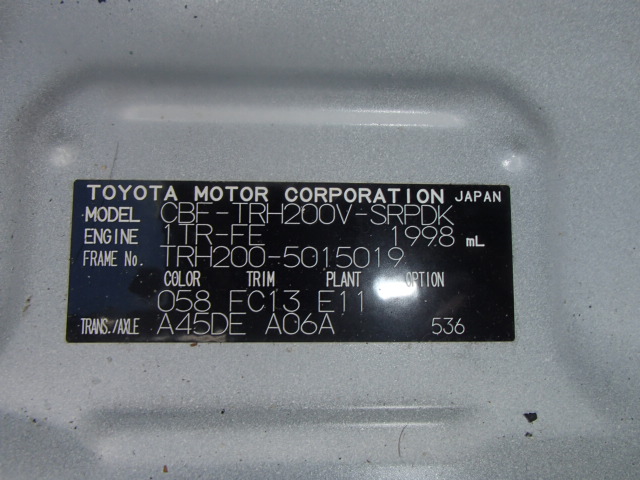 TOYOTA MOTOR CORPORATION JAPAN
MODEL CBF-TRH200V-SRPDK
ENGINE 1TR-FE 1998 mL
FRAME No. TRH200-5015019
COLOR TRIM PLANT OPTION
058 FC13 E11
TRANS./AXLE A45DE A06A 536